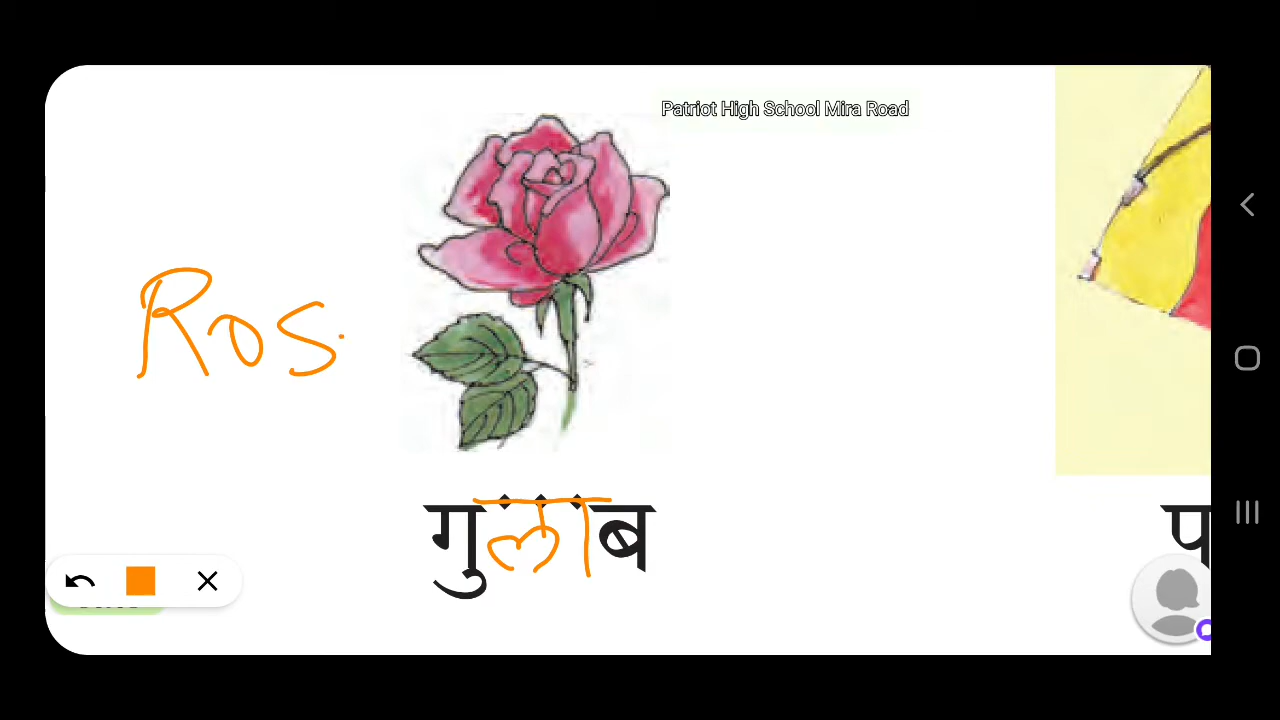 Patriot High School Mira Road
Ros.
गुलाब
प